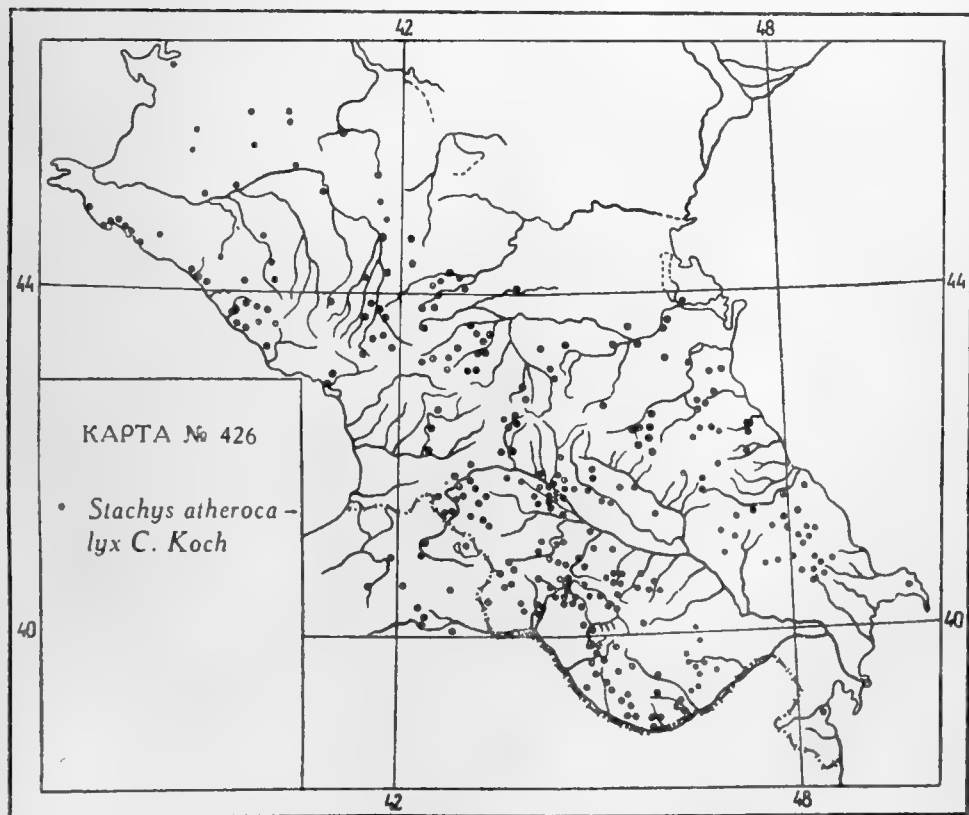 42 48
44 44
КАРТА № 426
Stachys atheroca-
lyx C. Koch
40 40
42 48